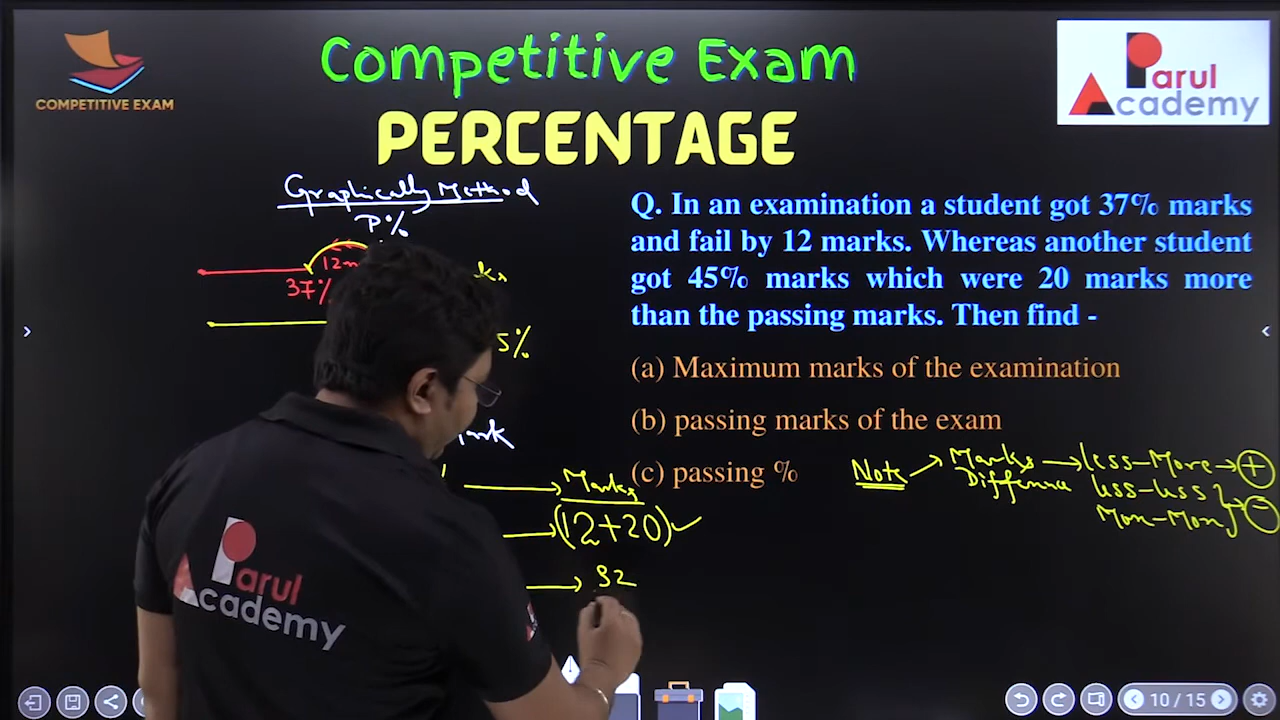 COMPETITIVE EXAM
Competitive Exam
PERCENTAGE
Parul
Academy
Graphically Method
P%
12
37%
5%
Q. In an examination a student got 37% marks
and fail by 12 marks. Whereas another student
got 45% marks which were 20 marks more
than the passing marks. Then find -
(a) Maximum marks of the examination
(b) passing marks of the exam
(c) passing %
Note → Marks → Less-More → +
Difference Less-Less
-
Marks
(12+20)
32
Parul
Academy
10 / 15